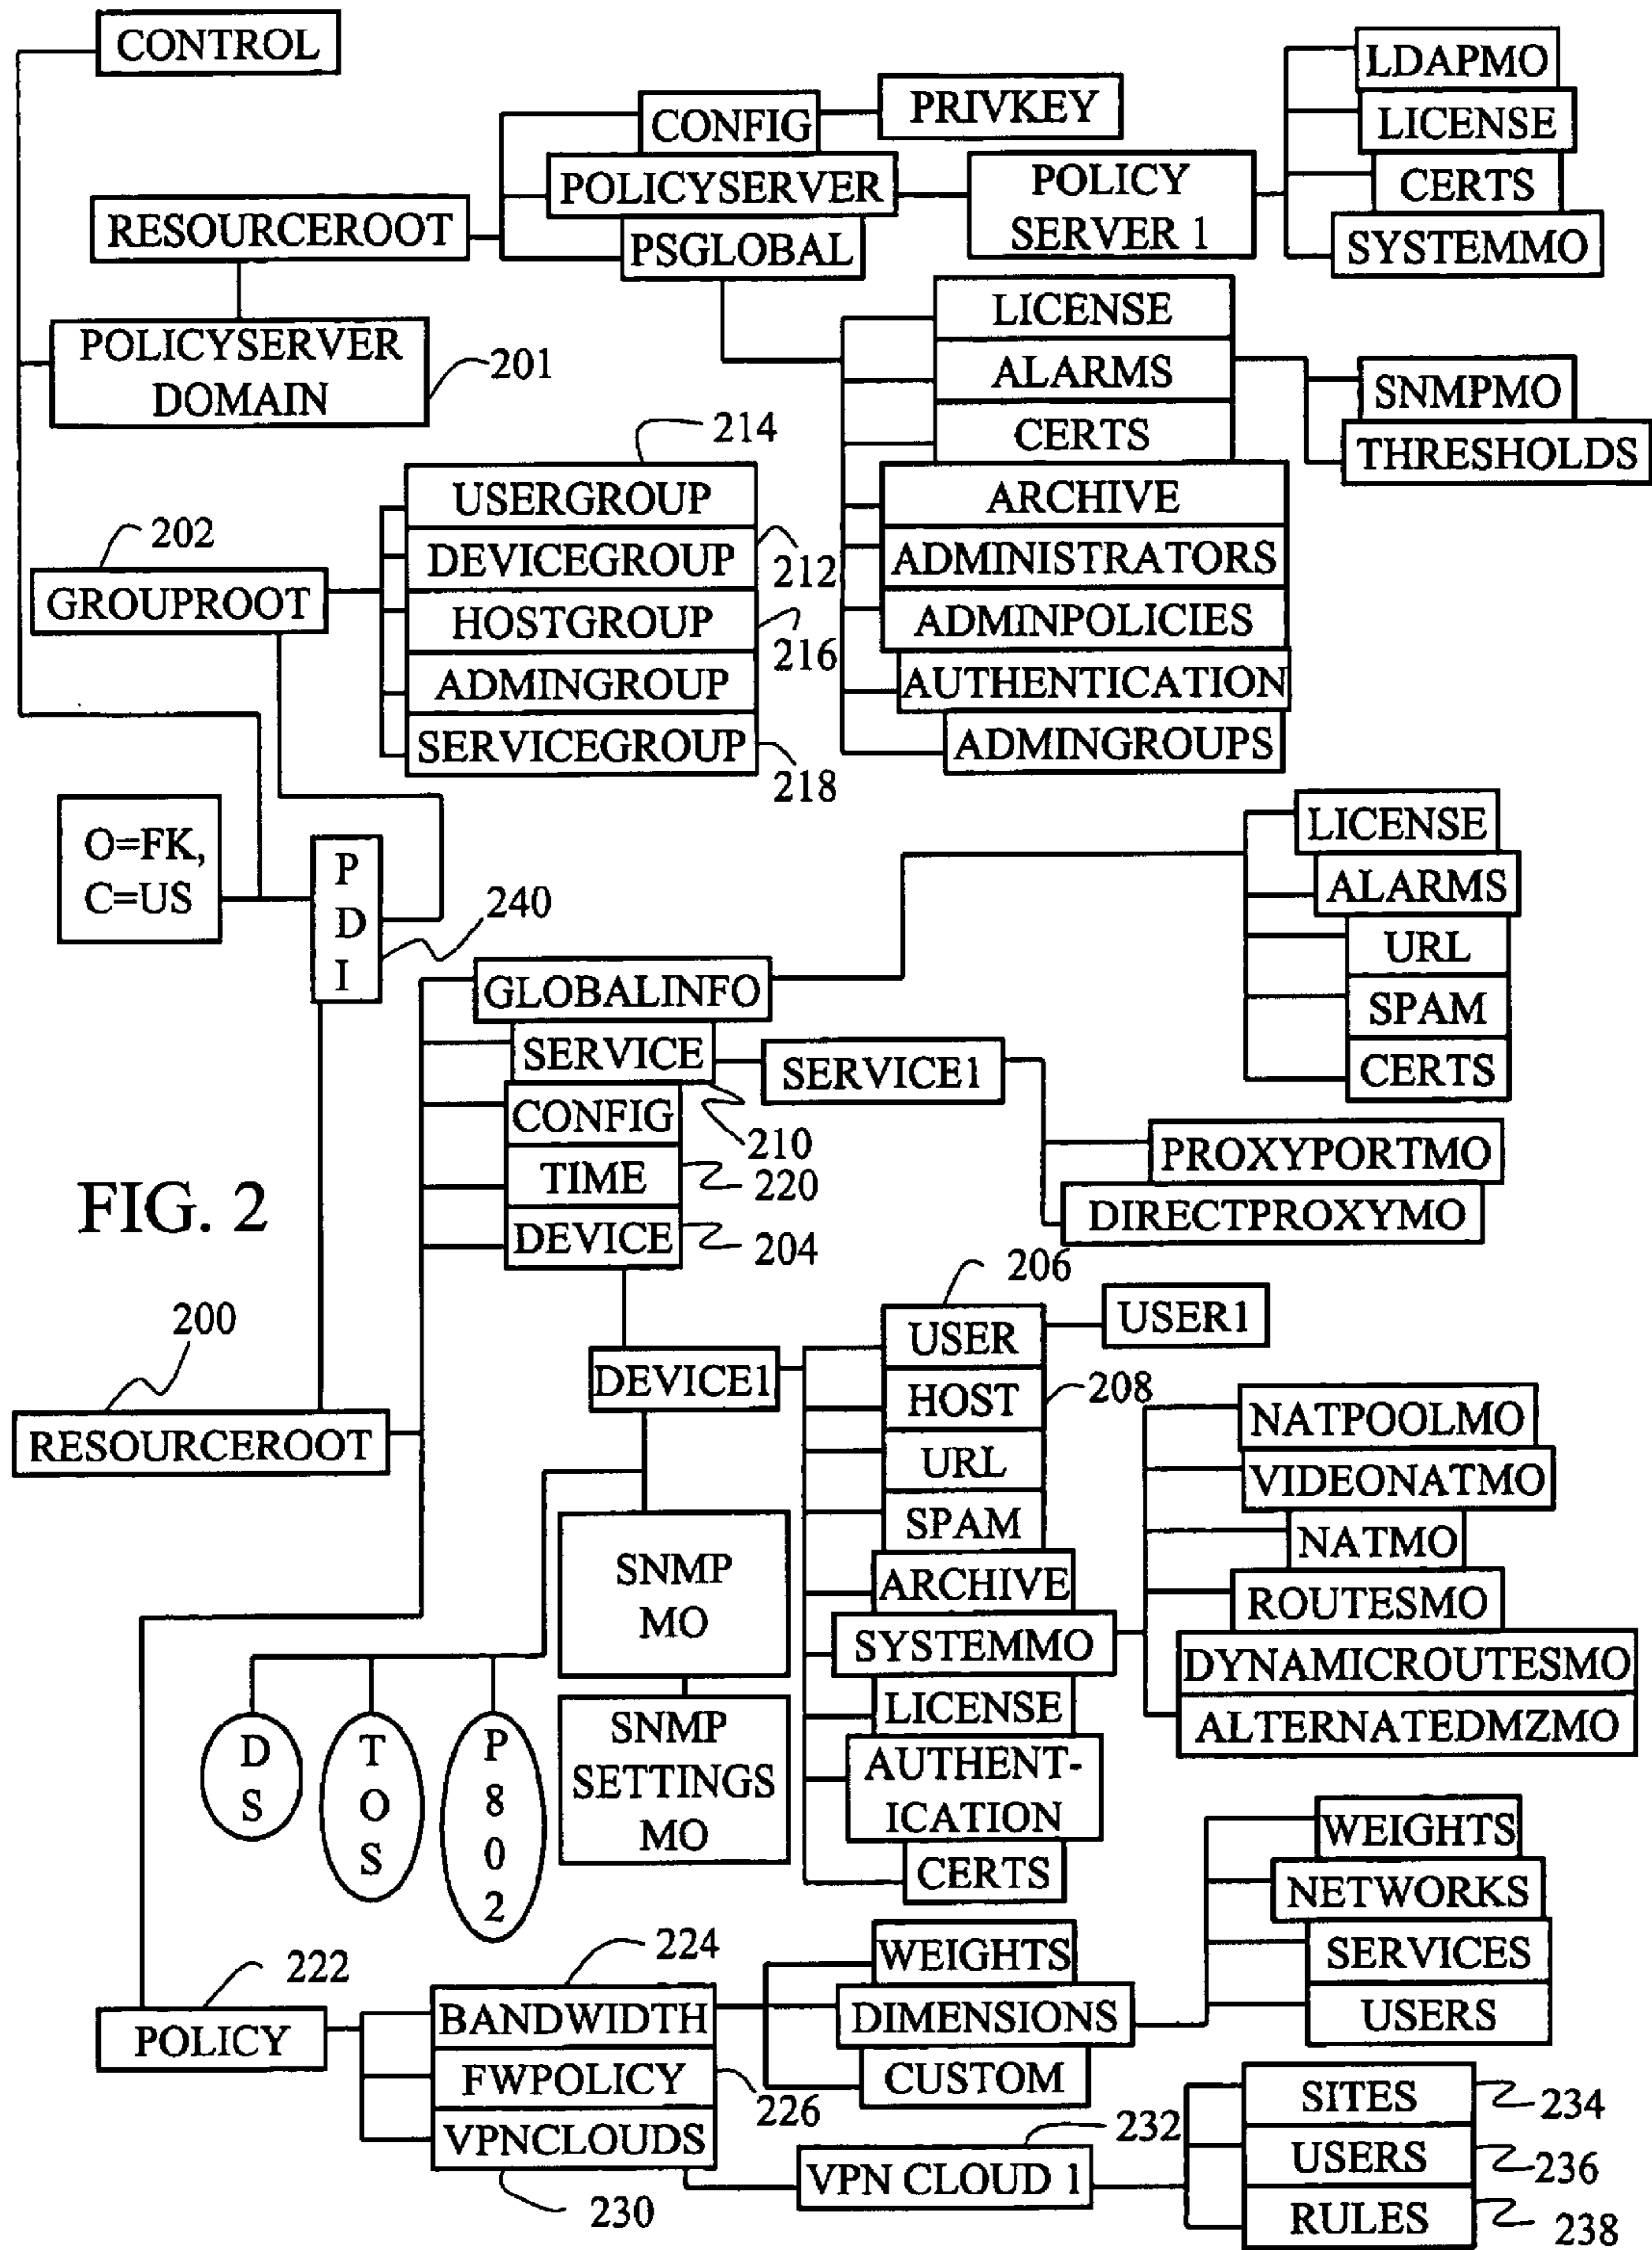 CONTROL
LDAPMO
LICENSE
CERTS
SYSTEMMO
CONFIG
PRIVKEY
POLICYSERVER
POLICY
SERVER 1
PSGLOBAL
RESOURCEROOT
POLICYSERVER
DOMAIN
201
LICENSE
ALARMS
CERTS
ARCHIVE
ADMINISTRATORS
ADMINPOLICIES
AUTHENTICATION
ADMINGROUPS
SNMPMO
THRESHOLDS
214
USERGROUP
DEVICEGROUP
212
HOSTGROUP
216
ADMINGROUP
SERVICEGROUP
218
202
GROUPROOT
O=FK,
C=US
P
D
I
240
LICENSE
ALARMS
URL
SPAM
CERTS
GLOBALINFO
SERVICE
SERVICE1
CONFIG
210
TIME
220
DEVICE
204
PROXYPORTMO
DIRECTPROXYMO
FIG. 2
206
USER
USER1
HOST
208
URL
SPAM
ARCHIVE
SYSTEMMO
LICENSE
AUTHENT-
ICATION
CERTS
200
RESOURCEROOT
DEVICE1
NATPOOLMO
VIDEONATMO
NATMO
ROUTESMO
DYNAMICROUTESMO
ALTERNATEDMZMO
SNMP
MO
SNMP
SETTINGS
MO
D
S
T
O
S
P
8
0
2
WEIGHTS
NETWORKS
SERVICES
USERS
222
POLICY
224
BANDWIDTH
FWPOLICY
226
VPNCLOUDS
230
WEIGHTS
DIMENSIONS
CUSTOM
232
VPN CLOUD 1
SITES
234
USERS
236
RULES
238